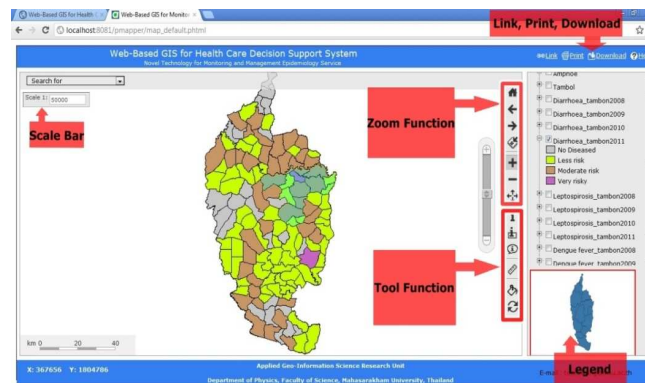 Web-Based GIS for Health C
Web-Based GIS for Monitor
localhost:8081/pmapper/map_default.phtml
Link, Print, Download
Web-Based GIS for Health Care Decision Support System
Novel Technology for Monitoring and Management Epidemiology Service
Link Print Download
Search for
Scale 1: 50000
Scale Bar
Zoom Function
Tool Function
Amphoe
Tambol
Diarrhoea_tambon2008
Diarrhoea_tambon2009
Diarrhoea_tambon2010
Diarrhoea_tambon2011
No Diseased
Less risk
Moderate risk
Very risky
Leptospirosis_tambon2008
Leptospirosis_tambon2009
Leptospirosis_tambon2010
Leptospirosis_tambon2011
Dengue fever_tambon2008
Dengue fever_tambon2009
km 0 20 40
Legend
X: 367656 Y: 1804786
Applied Geo-Information Science Research Unit
Department of Physics, Faculty of Science, Mahasarakham University, Thailand
E-mail